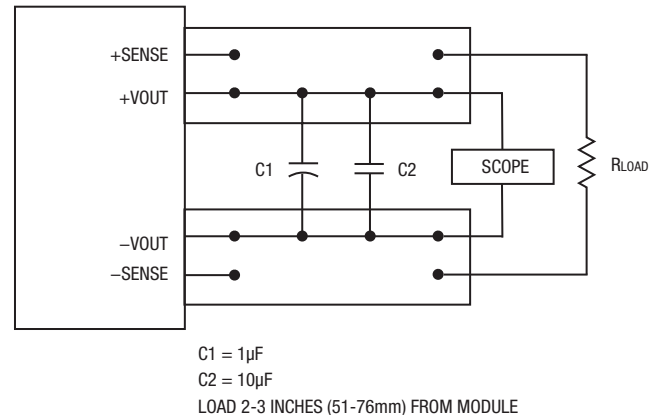 +SENSE
+VOUT
C1
C2
SCOPE
RLOAD
−VOUT
−SENSE
C1 = 1µF
C2 = 10µF
LOAD 2-3 INCHES (51-76mm) FROM MODULE